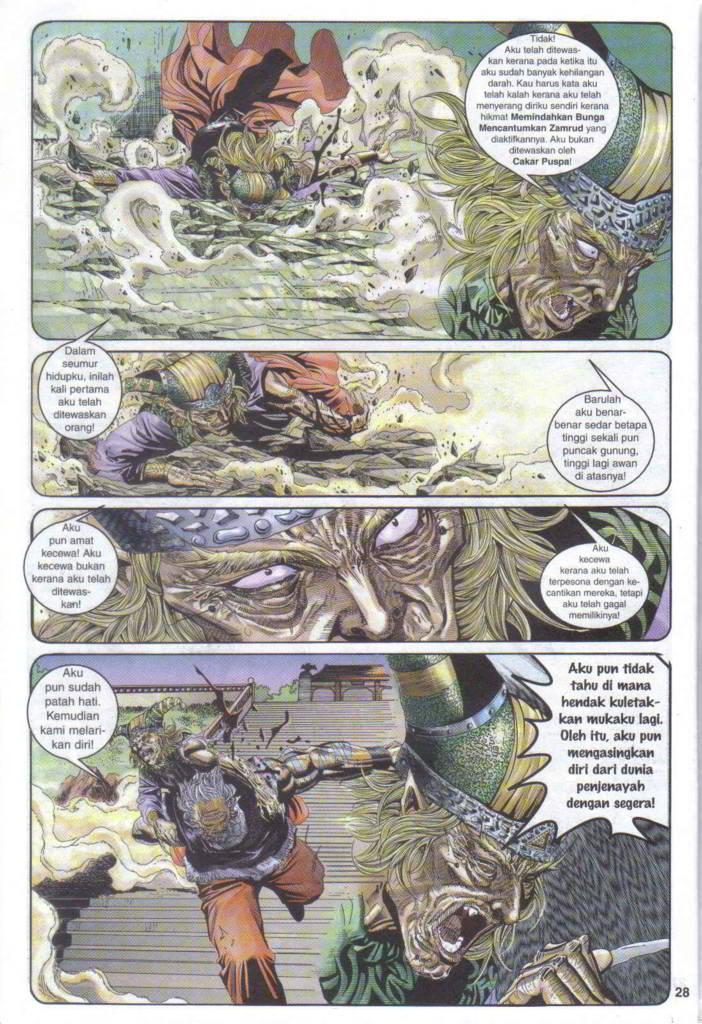 Tidak!
Aku telah ditewas-
kan kerana pada ketika itu
aku sudah banyak kehilangan
darah. Kau harus kata aku
telah kalah kerana aku telah
menyerang diriku sendiri kerana
hikmat Memindahkan Bunga
Mencantumkan Zamrud yang
diaktifkannya. Aku bukan
ditewaskan oleh
Cakar Puspa!
Dalam
seumur
hidupku, inilah
kali pertama
aku telah
ditewaskan
orang!
Barulah
aku benar-
benar sedar betapa
tinggi sekali pun
puncak gunung,
tinggi lagi awan
di atasnya!
Aku
pun amat
kecewa! Aku
kecewa bukan
kerana aku telah
ditewas-
kan!
Aku
kecewa
kerana aku telah
terpesona dengan ke-
cantikan mereka, tetapi
aku telah gagal
memilikinya!
Aku
pun sudah
patah hati.
Kemudian
kami melari-
kan diri!
Aku pun tidak
tahu di mana
hendak kuletak-
kan mukaku lagi.
Oleh itu, aku pun
mengasingkan
diri dari dunia
penjenayah
dengan segera!
28